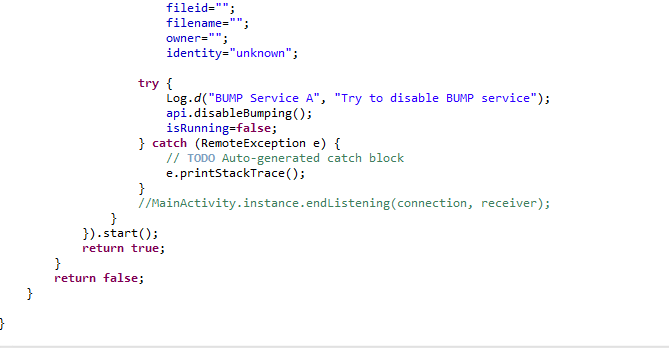 fileid="";
filename="";
owner="";
identity="unknown";
try {
Log.d("BUMP Service A", "Try to disable BUMP service");
api.disableBumping();
isRunning=false;
} catch (RemoteException e) {
// TODO Auto-generated catch block
e.printStackTrace();
}
//MainActivity.instance.endListening(connection, receiver);
}
}).start();
return true;
}
return false;
}
}